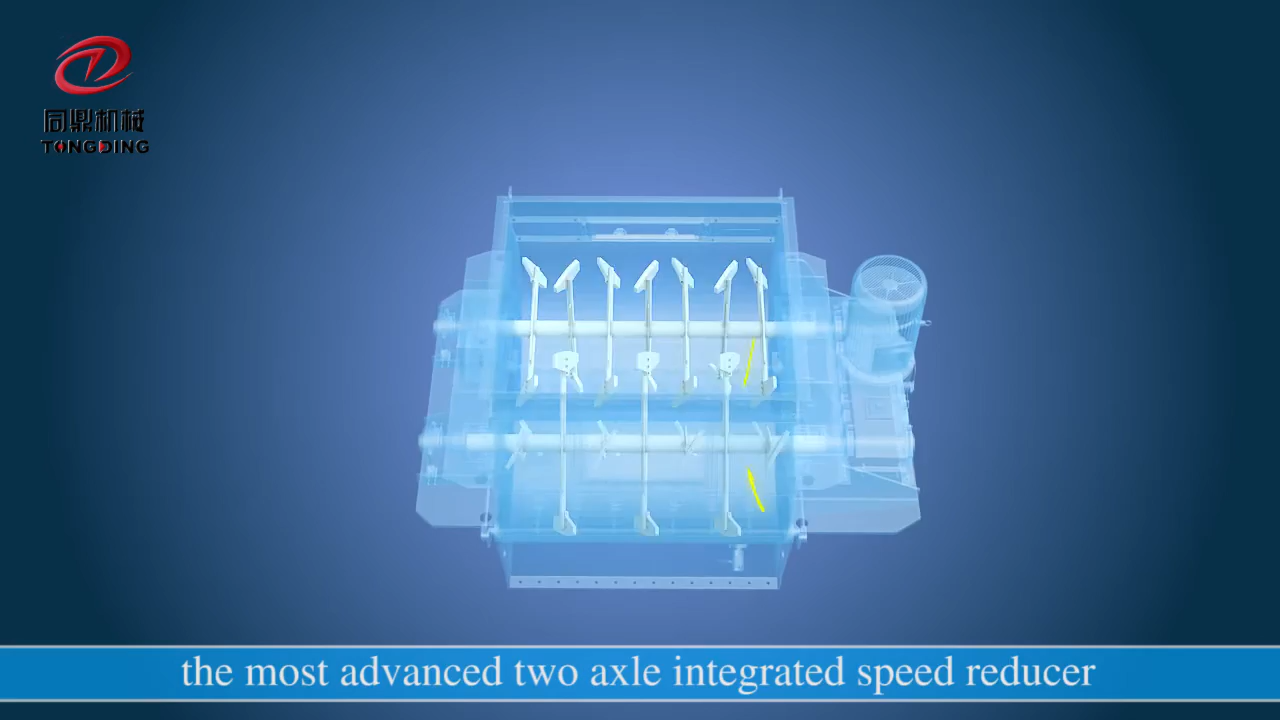 同鼎机械
TONGDING
the most advanced two axle integrated speed reducer